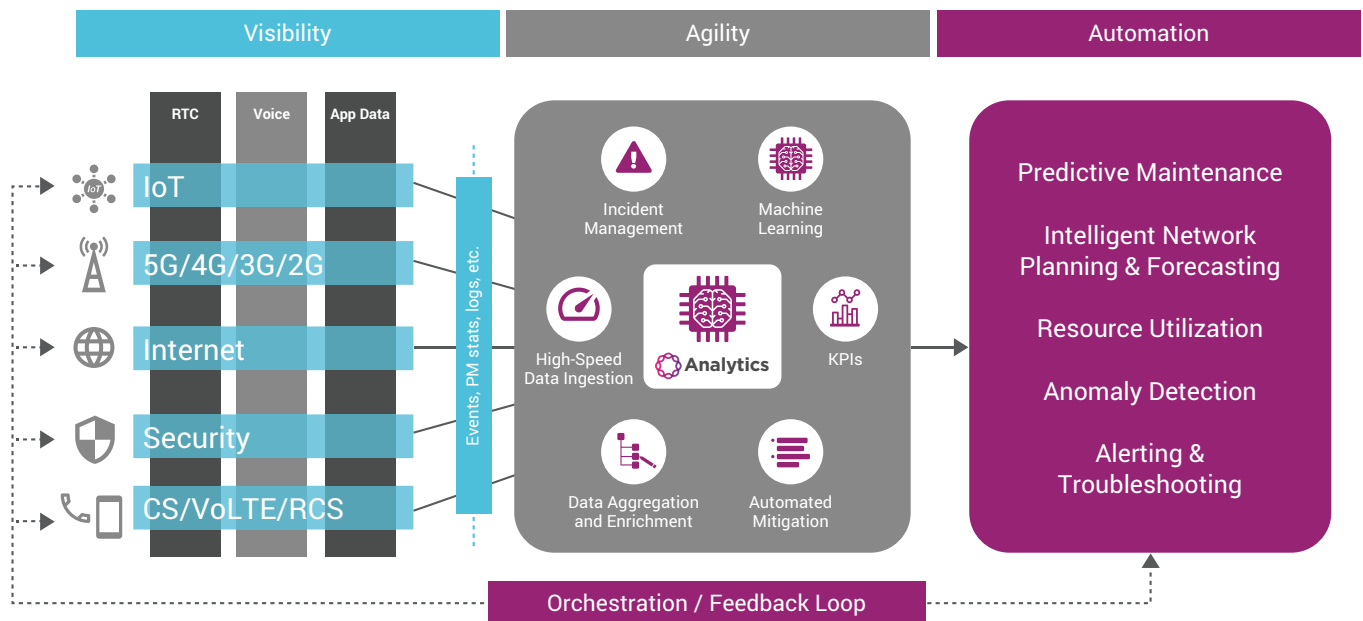 Visibility
Agility
Automation
RTC
Voice
App Data
IoT
IoT
5G/4G/3G/2G
Internet
Security
CS/VoLTE/RCS
Events, PM stats, logs, etc.
Incident
Management
Machine
Learning
High-Speed
Data Ingestion
Analytics
KPIs
Data Aggregation
and Enrichment
Automated
Mitigation
Predictive Maintenance
Intelligent Network
Planning & Forecasting
Resource Utilization
Anomaly Detection
Alerting &
Troubleshooting
Orchestration / Feedback Loop